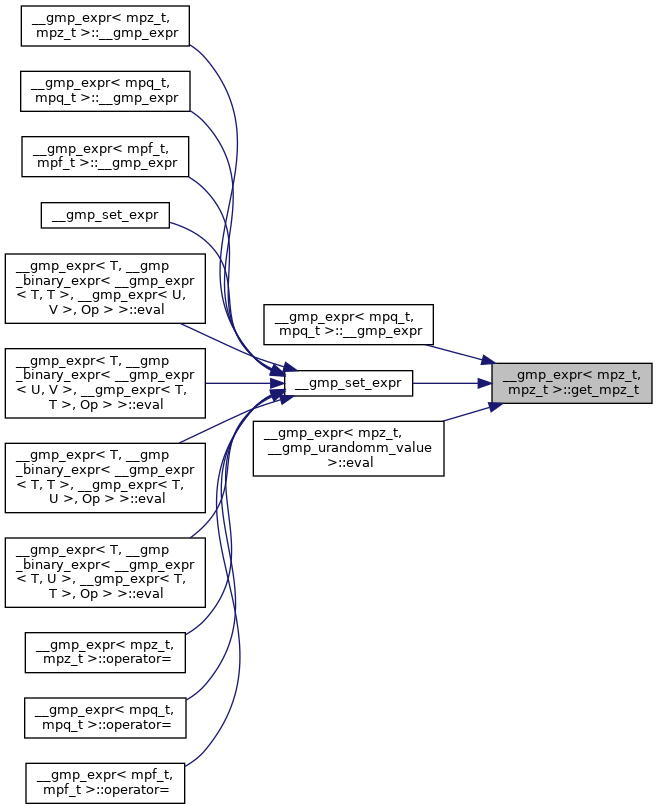 __gmp_expr< mpz_t,
mpz_t >::__gmp_expr
__gmp_expr< mpq_t,
mpq_t >::__gmp_expr
__gmp_expr< mpf_t,
mpf_t >::__gmp_expr
__gmp_set_expr
__gmp_expr< T, __gmp
_binary_expr< __gmp_expr
< T, T >, __gmp_expr< U,
V >, Op > >::eval
__gmp_expr< T, __gmp
_binary_expr< __gmp_expr
< U, V >, __gmp_expr< T,
T >, Op > >::eval
__gmp_expr< T, __gmp
_binary_expr< __gmp_expr
< T, T >, __gmp_expr< T,
U >, Op > >::eval
__gmp_expr< T, __gmp
_binary_expr< __gmp_expr
< T, U >, __gmp_expr< T,
T >, Op > >::eval
__gmp_expr< mpz_t,
mpz_t >::operator=
__gmp_expr< mpq_t,
mpq_t >::operator=
__gmp_expr< mpf_t,
mpf_t >::operator=
__gmp_expr< mpq_t,
mpq_t >::__gmp_expr
__gmp_set_expr
__gmp_expr< mpz_t,
__gmp_urandomm_value
>::eval
__gmp_expr< mpz_t,
mpz_t >::get_mpz_t